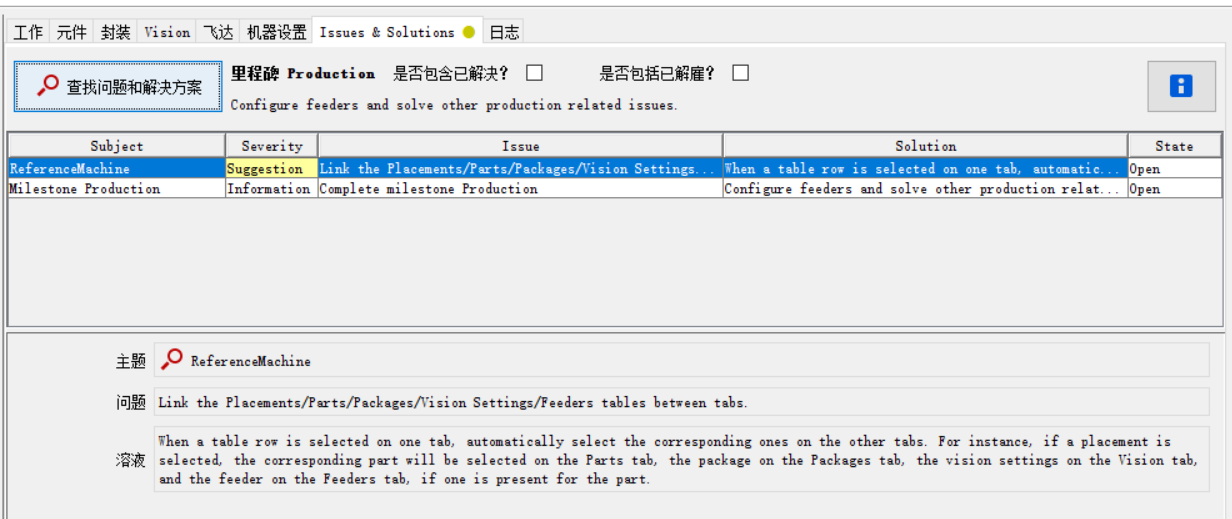 工作 元件 封装 Vision 飞达 机器设置 Issues & Solutions 日志
查找问题和解决方案
里程碑 Production 是否包含已解决? 是否包括已解雇?
Configure feeders and solve other production related issues.
Subject Severity Issue Solution State
ReferenceMachine Suggestion Link the Placements/Parts/Packages/Vision Settings... When a table row is selected on one tab, automatic... Open
Milestone Production Information Complete milestone Production Configure feeders and solve other production relat... Open
主题 ReferenceMachine
问题 Link the Placements/Parts/Packages/Vision Settings/Feeders tables between tabs.
溶液 When a table row is selected on one tab, automatically select the corresponding ones on the other tabs. For instance, if a placement is
selected, the corresponding part will be selected on the Parts tab, the package on the Packages tab, the vision settings on the Vision tab,
and the feeder on the Feeders tab, if one is present for the part.